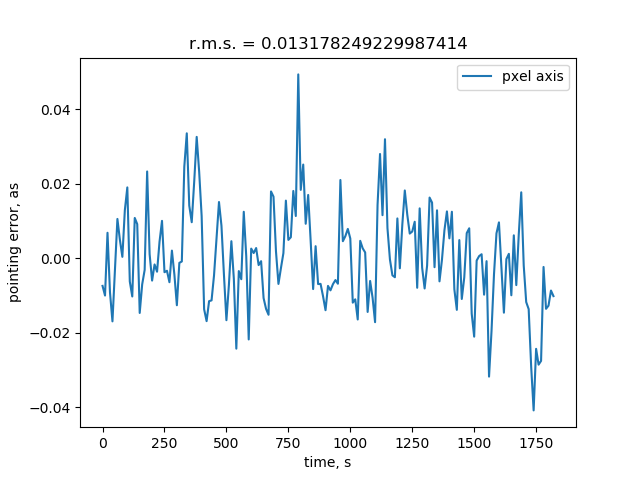 r.m.s. = 0.013178249229987414
pxel axis
0.04
0.02
0.00
−0.02
−0.04
pointing error, as
0 250 500 750 1000 1250 1500 1750
time, s